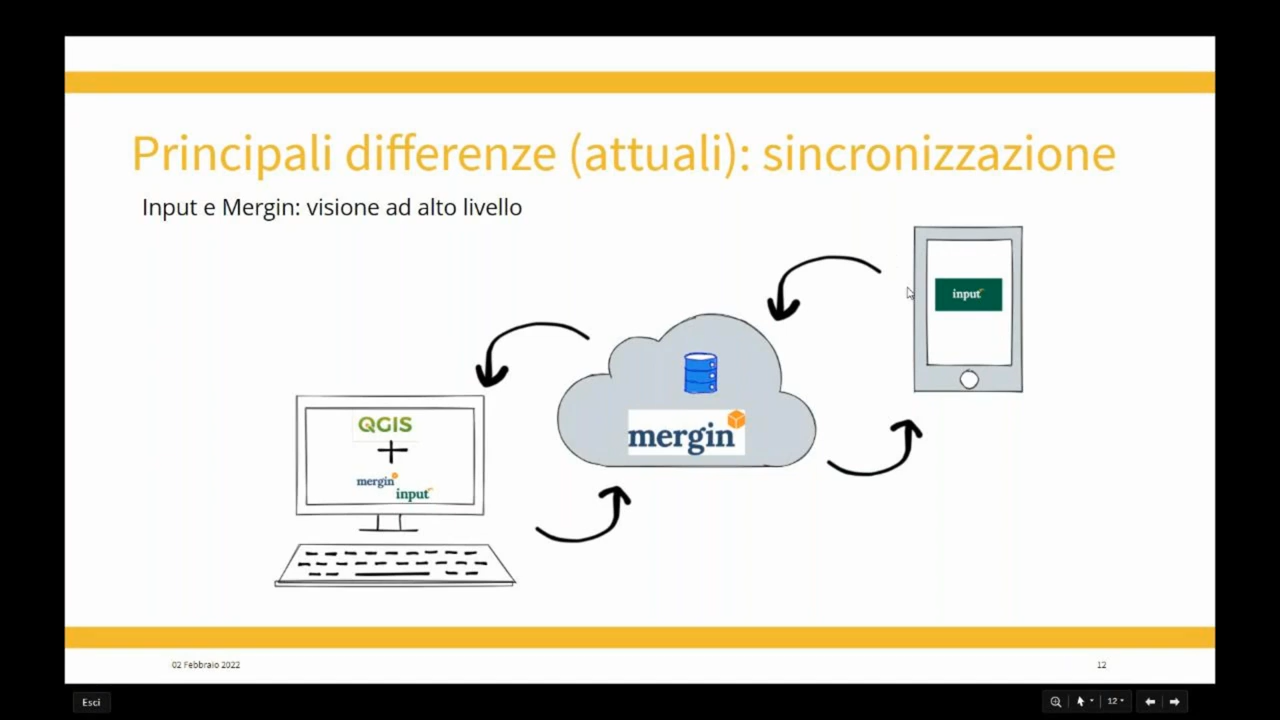 Principali differenze (attuali): sincronizzazione
Input e Mergin: visione ad alto livello
input
QGIS
mergin
input
mergin
02 Febbraio 2022
12
Esci
12